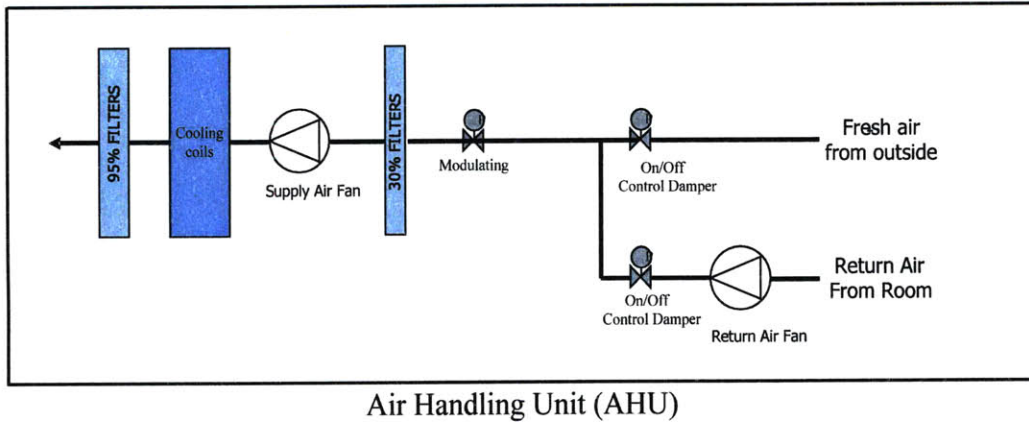 95% FILTERS
Cooling
coils
Supply Air Fan
30% FILTERS
Modulating
On/Off
Control Damper
Fresh air
from outside
On/Off
Control Damper
Return Air Fan
Return Air
From Room
Air Handling Unit (AHU)